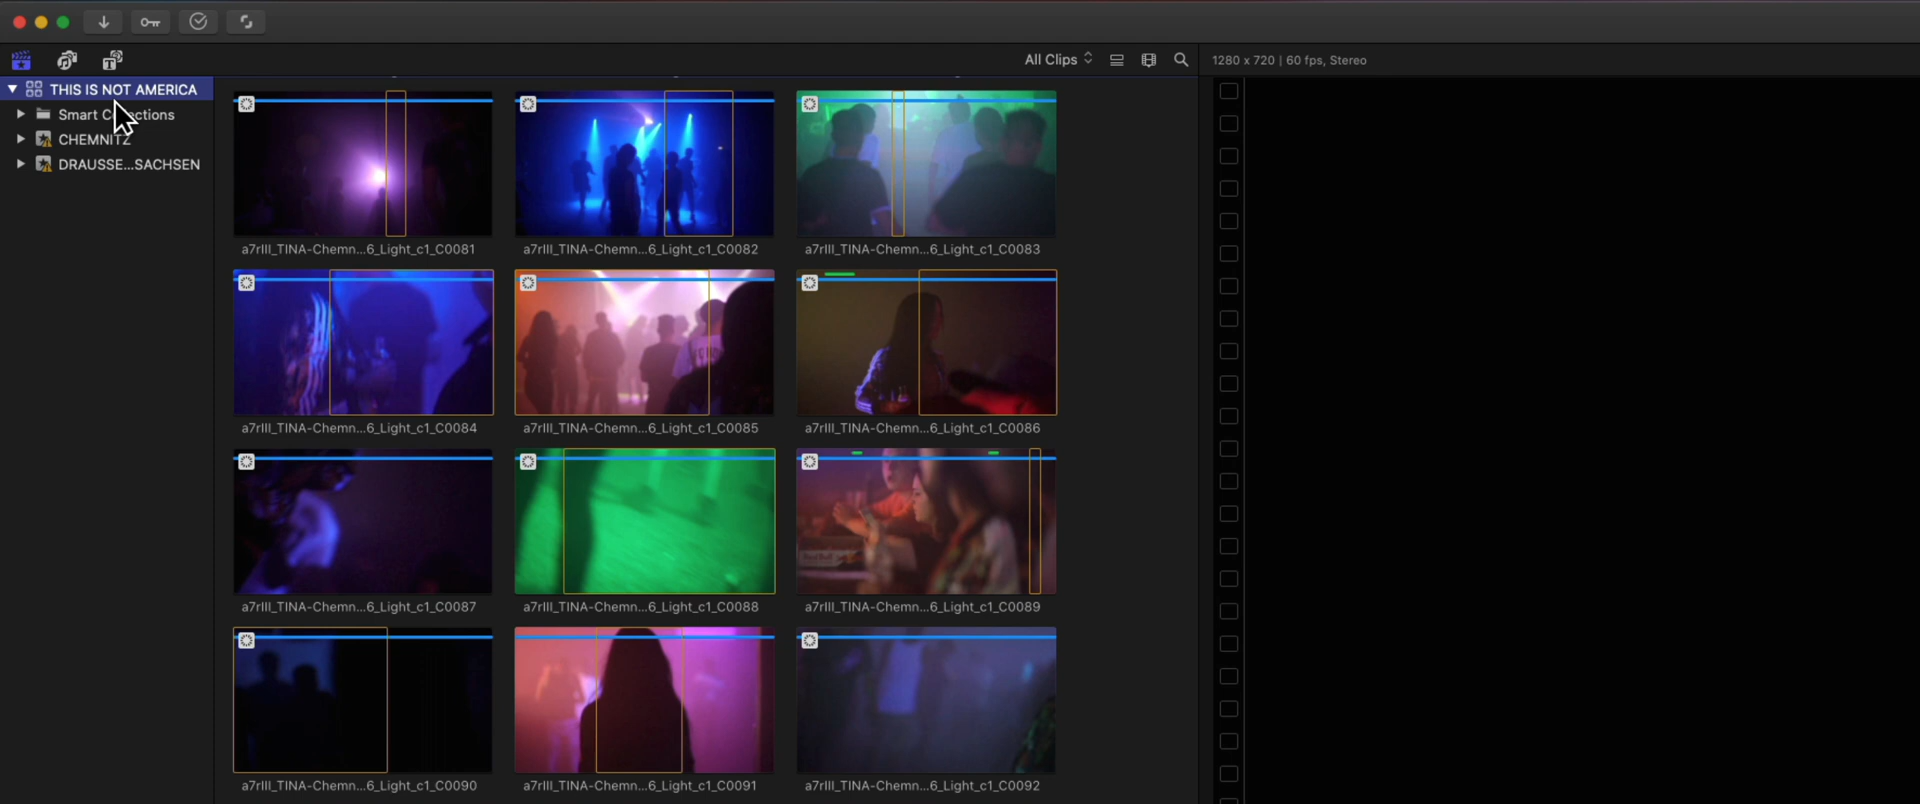 All Clips
1280 x 720 | 60 fps, Stereo
THIS IS NOT AMERICA
CHEMNITZ
DRAUSSE...SACHSEN
a7rIII_TINA-Chemn...6_Light_c1_C0081
a7rIII_TINA-Chemn...6_Light_c1_C0082
a7rIII_TINA-Chemn...6_Light_c1_C0083
a7rIII_TINA-Chemn...6_Light_c1_C0084
a7rIII_TINA-Chemn...6_Light_c1_C0085
a7rIII_TINA-Chemn...6_Light_c1_C0086
a7rIII_TINA-Chemn...6_Light_c1_C0087
a7rIII_TINA-Chemn...6_Light_c1_C0088
a7rIII_TINA-Chemn...6_Light_c1_C0089
a7rIII_TINA-Chemn...6_Light_c1_C0090
a7rIII_TINA-Chemn...6_Light_c1_C0091
a7rIII_TINA-Chemn...6_Light_c1_C0092
Smart